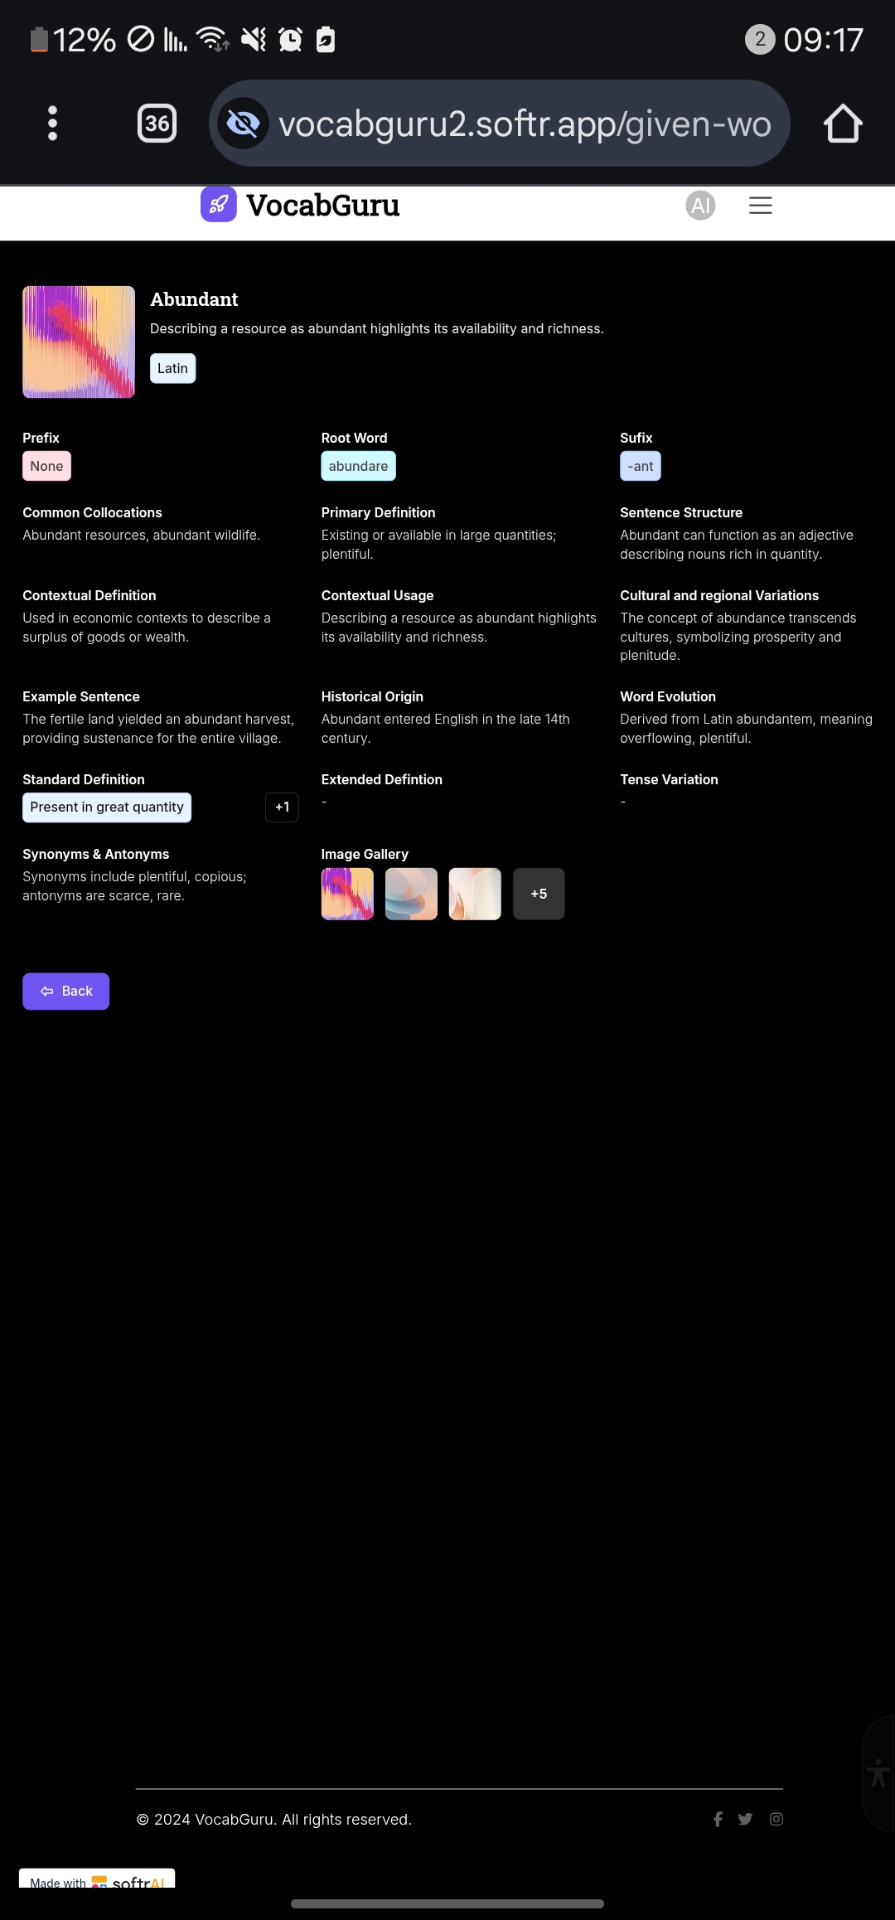 12%
2 09:17
36
vocabguru2.softr.app/given-wo
VocabGuru
AI
Abundant
Describing a resource as abundant highlights its availability and richness.
Latin
Prefix
None
Root Word
abundare
Sufix
-ant
Common Collocations
Abundant resources, abundant wildlife.
Primary Definition
Existing or available in large quantities;
plentiful.
Sentence Structure
Abundant can function as an adjective
describing nouns rich in quantity.
Contextual Definition
Used in economic contexts to describe a
surplus of goods or wealth.
Contextual Usage
Describing a resource as abundant highlights
its availability and richness.
Cultural and regional Variations
The concept of abundance transcends
cultures, symbolizing prosperity and
plenitude.
Example Sentence
The fertile land yielded an abundant harvest,
providing sustenance for the entire village.
Historical Origin
Abundant entered English in the late 14th
century.
Word Evolution
Derived from Latin abundantem, meaning
overflowing, plentiful.
Standard Definition
Present in great quantity
+1
Extended Defintion
-
Tense Variation
-
Synonyms & Antonyms
Synonyms include plentiful, copious;
antonyms are scarce, rare.
Image Gallery
+5
Back
© 2024 VocabGuru. All rights reserved.
Made with softrAI